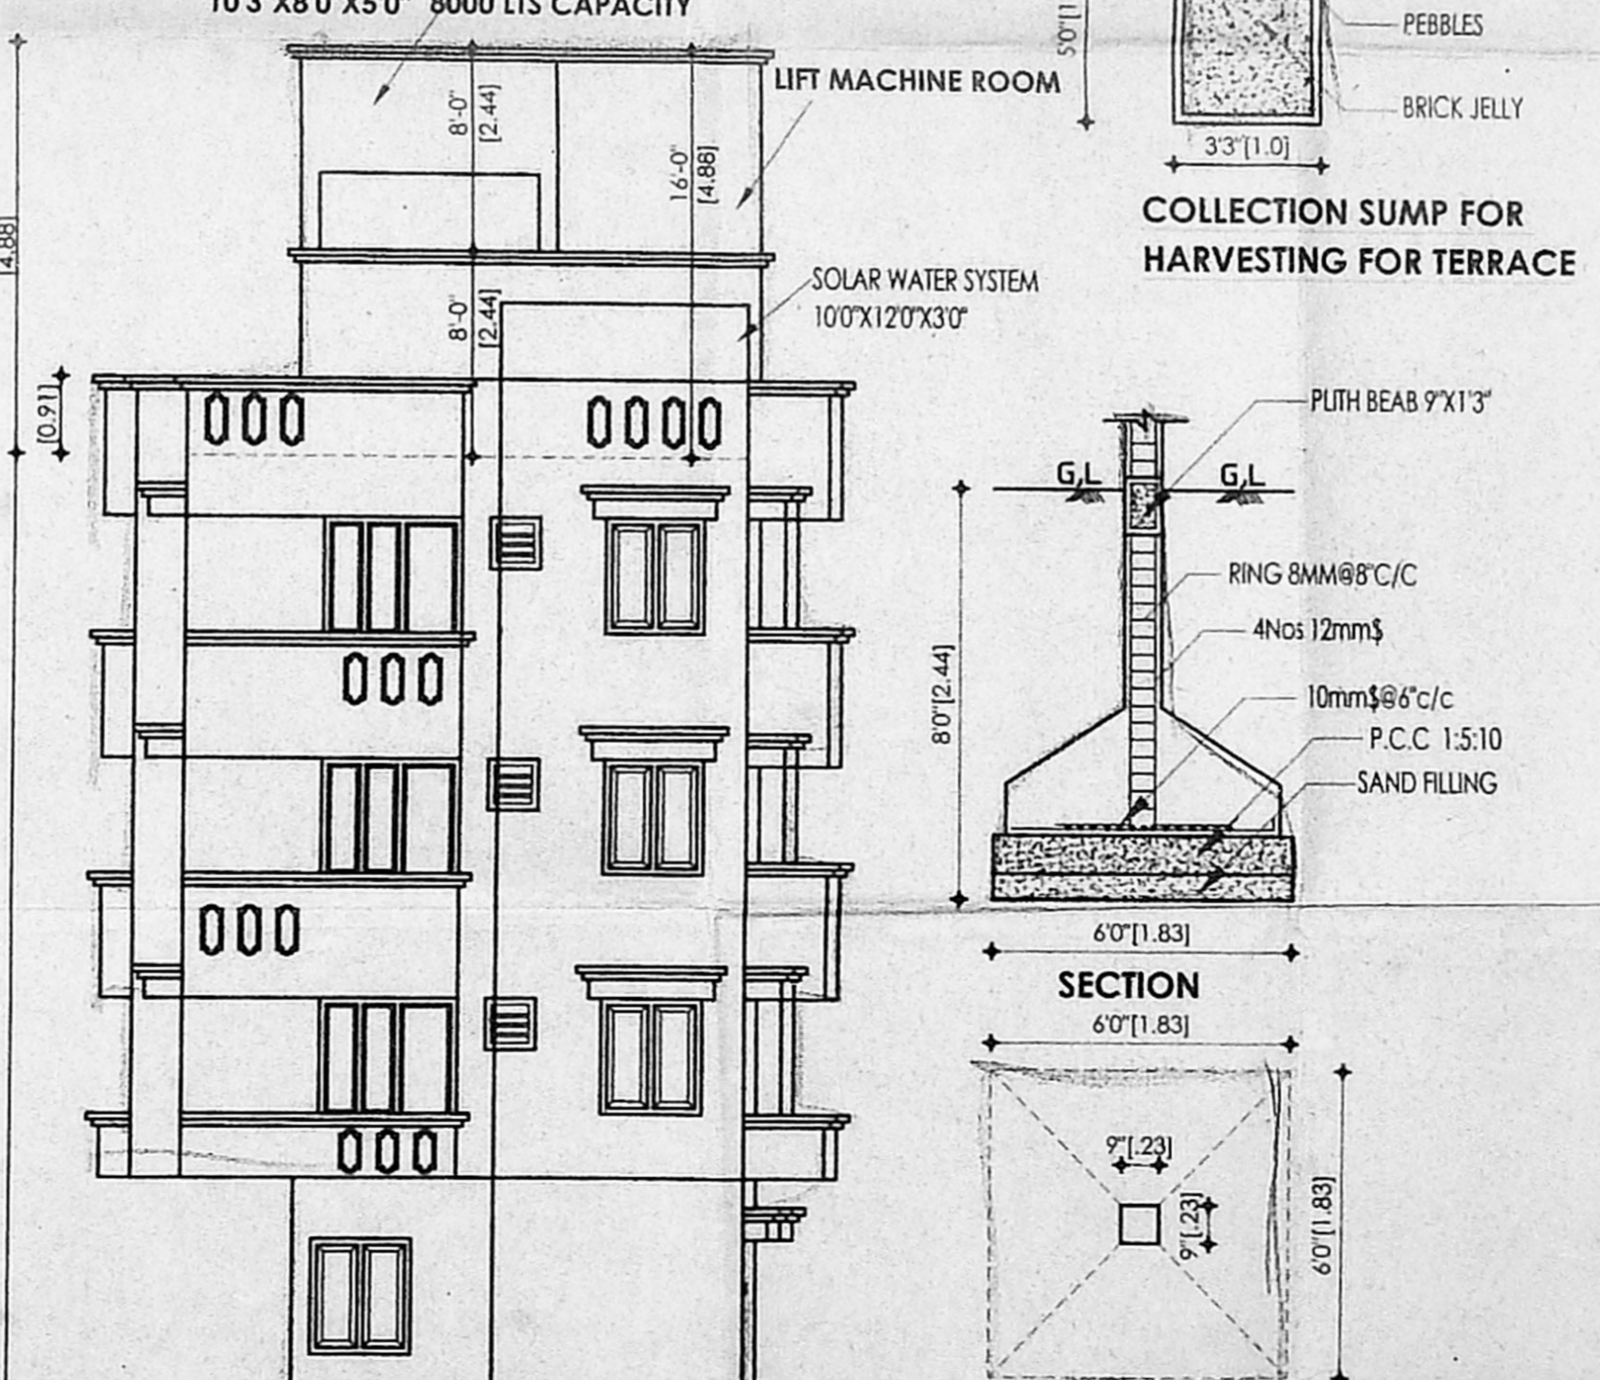 10'3"X8'0"X5'0" 8000 LTS CAPACITY
LIFT MACHINE ROOM
8'-0"
[2.44]
16'-0"
[4.88]
[4.88]
SOLAR WATER SYSTEM
10'0"X12'0"X3'0"
8'-0"
[2.44]
[0.91]
PEBBLES
BRICK JELLY
3'3"[1.0]
COLLECTION SUMP FOR
HARVESTING FOR TERRACE
PLITH BEAB 9"X1'3"
G,L
G,L
RING 8MM@8"C/C
4Nos 12mm$
10mm$@6"c/c
P.C.C 1:5:10
SAND FILLING
8'0"[2.44]
6'0"[1.83]
SECTION
6'0"[1.83]
9"[.23]
9"[.23]
6'0"[1.83]